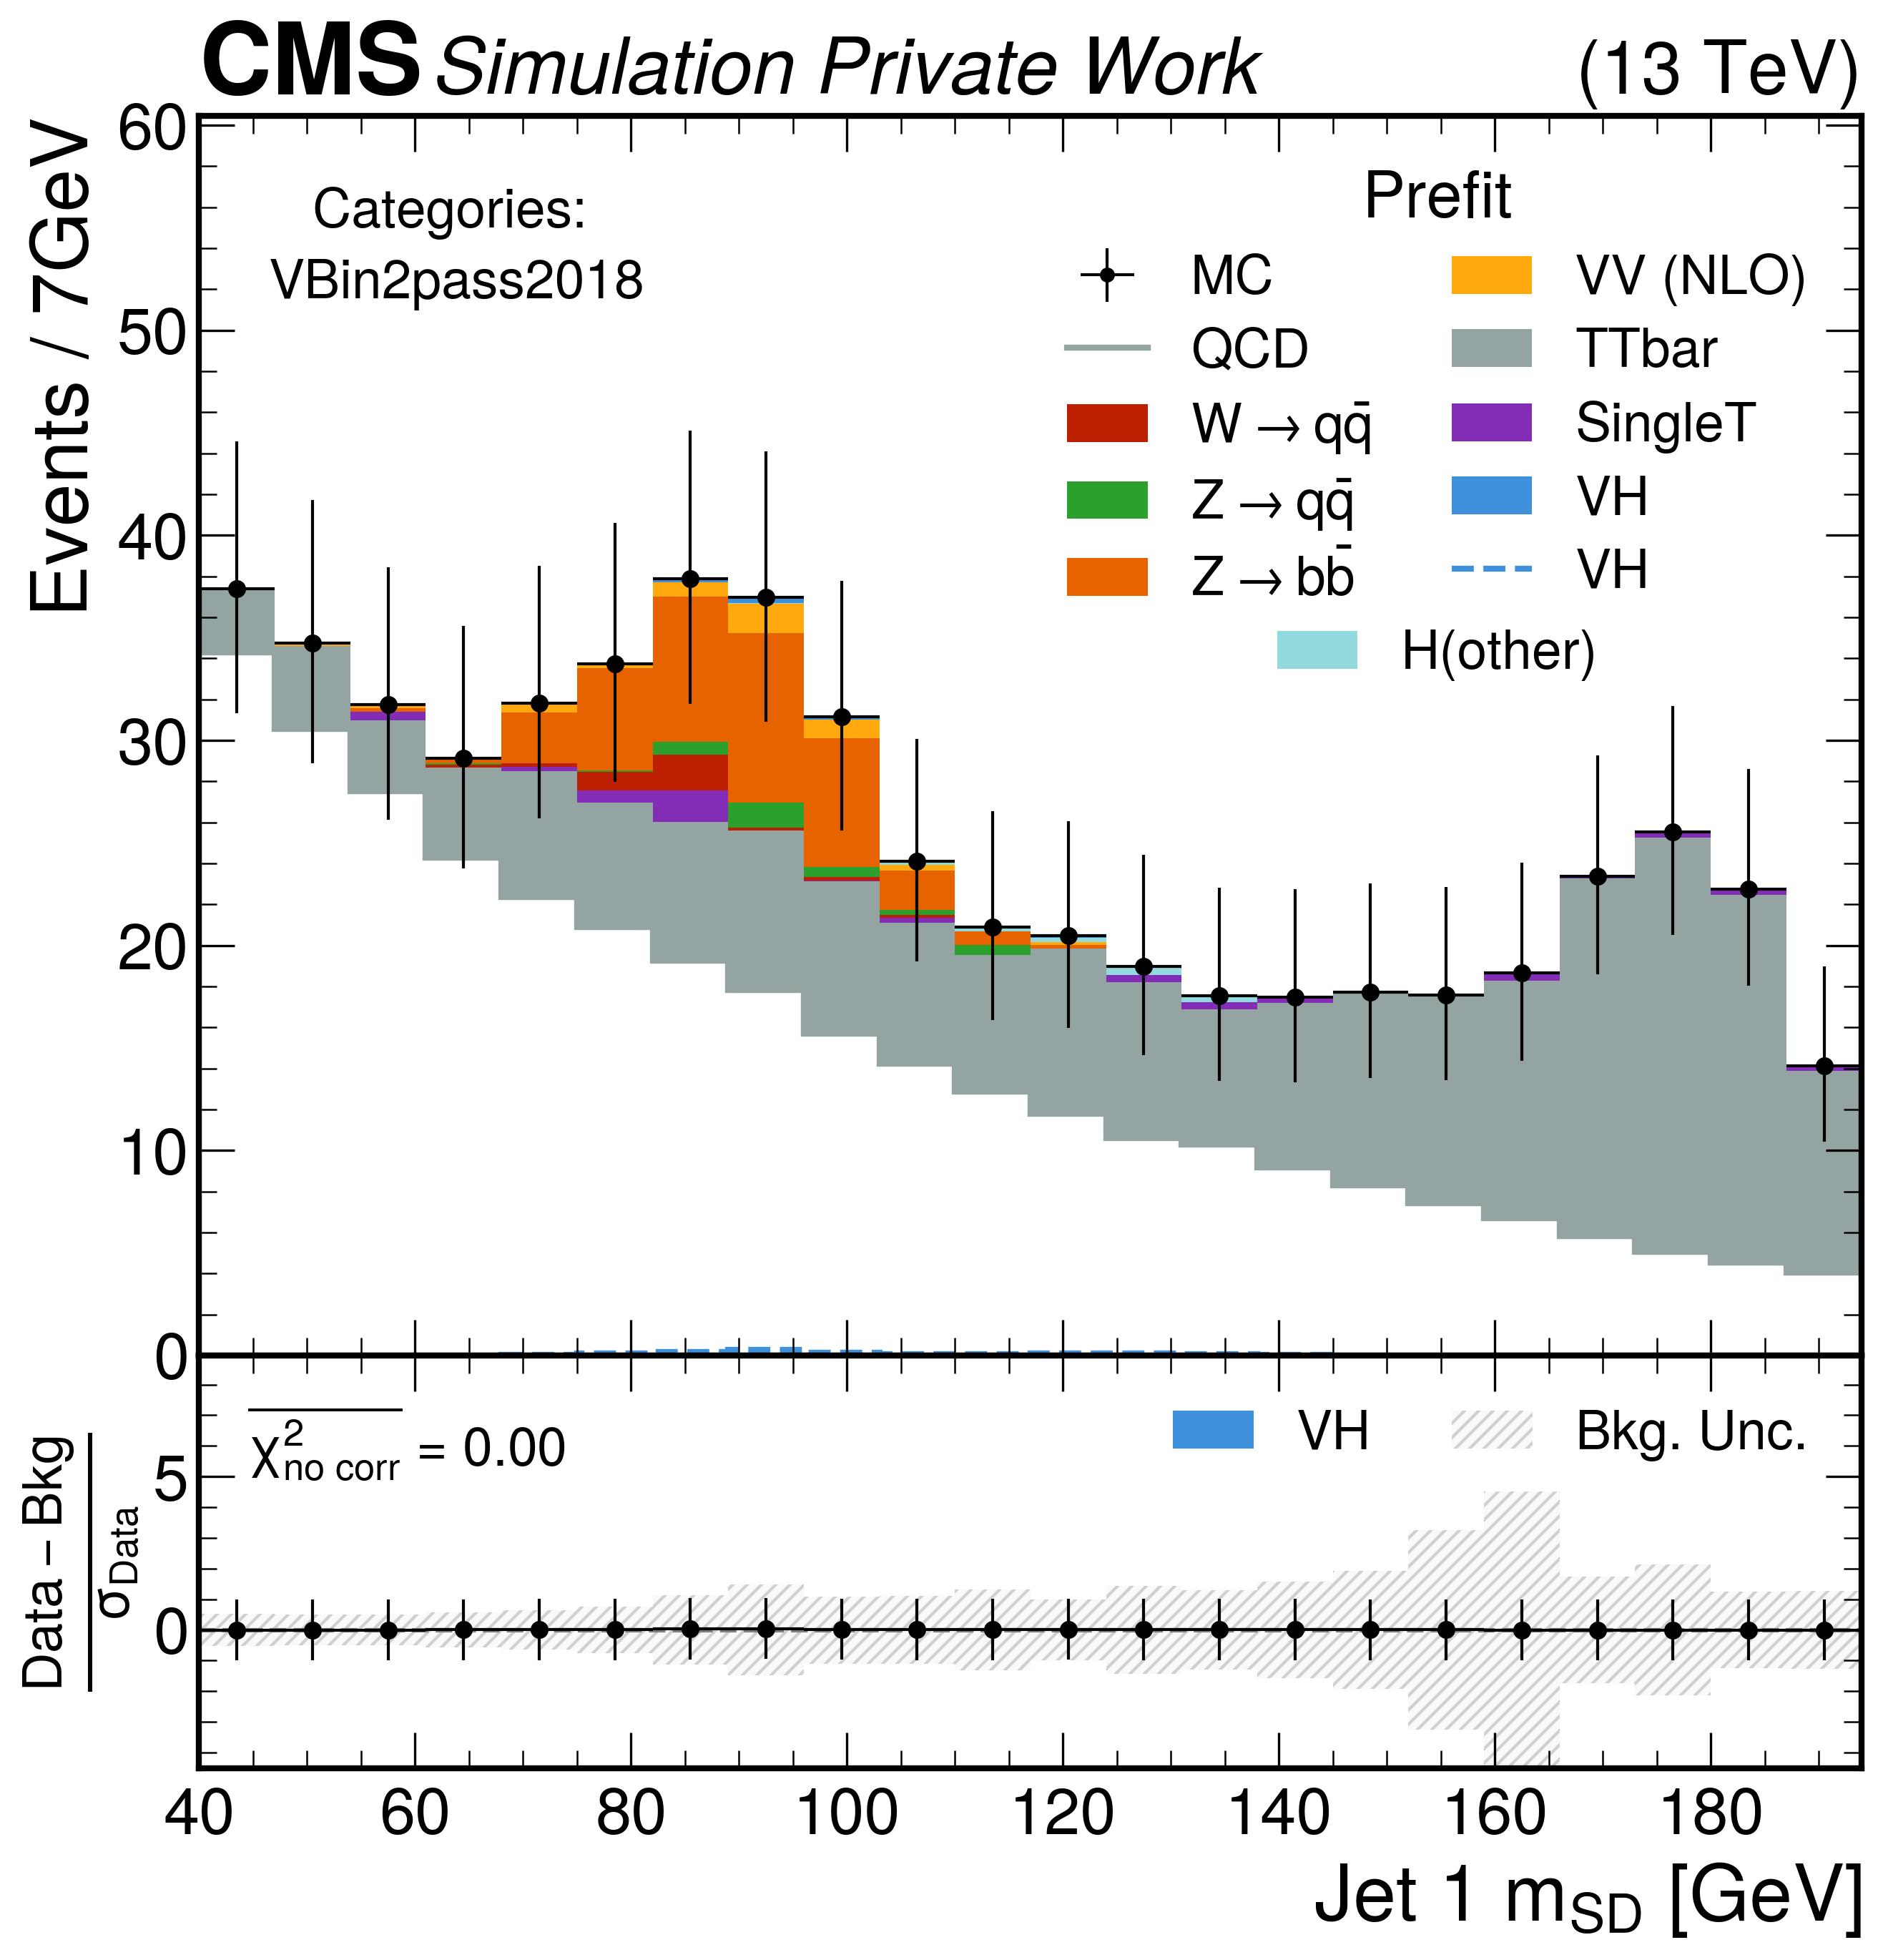 CMS Simulation Private Work (13 TeV)
Events / 7GeV
60
50
40
30
20
10
0
Categories:
VBin2pass2018
Prefit
MC
QCD
W → qq̄
Z → qq̄
Z → bb̄
VV (NLO)
TTbar
SingleT
VH
VH
H(other)
Data − Bkg
σData
5
0
χ²no corr = 0.00
VH
Bkg. Unc.
40 60 80 100 120 140 160 180
Jet 1 mSD [GeV]